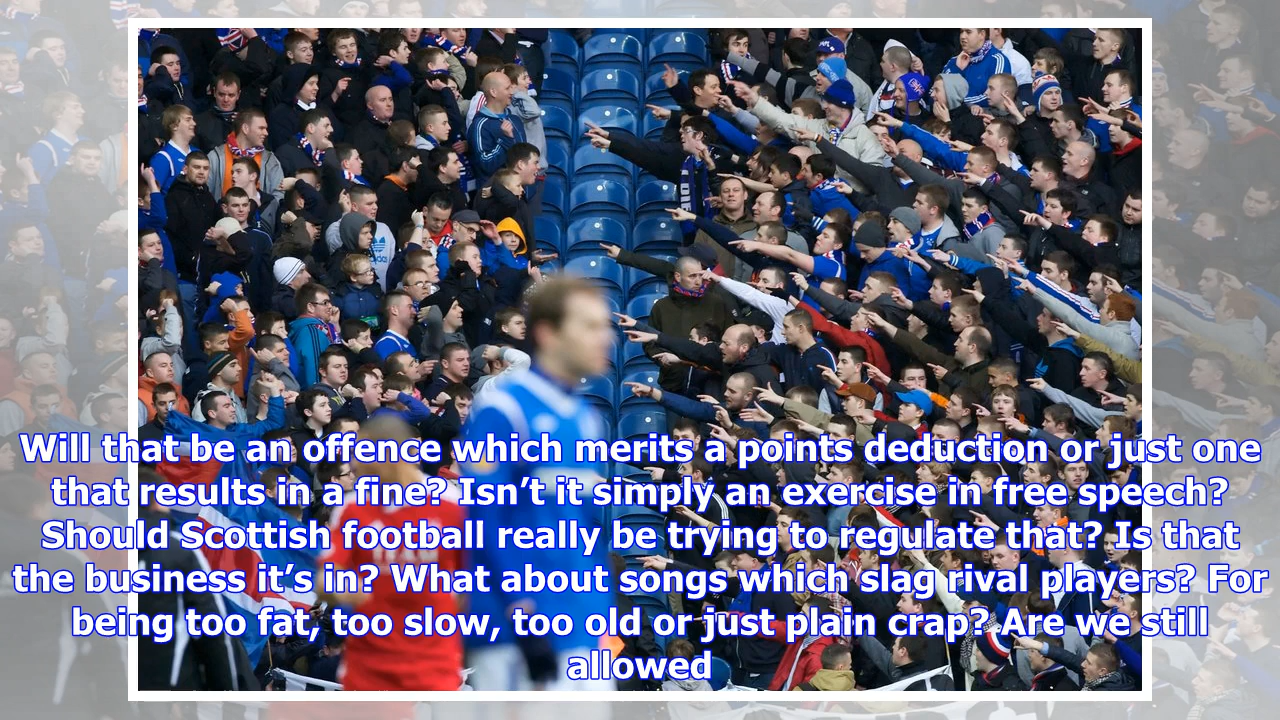 Will that be an offence which merits a points deduction or just one
that results in a fine? Isn’t it simply an exercise in free speech?
Should Scottish football really be trying to regulate that? Is that
the business it’s in? What about songs which slag rival players? For
being too fat, too slow, too old or just plain crap? Are we still
allowed